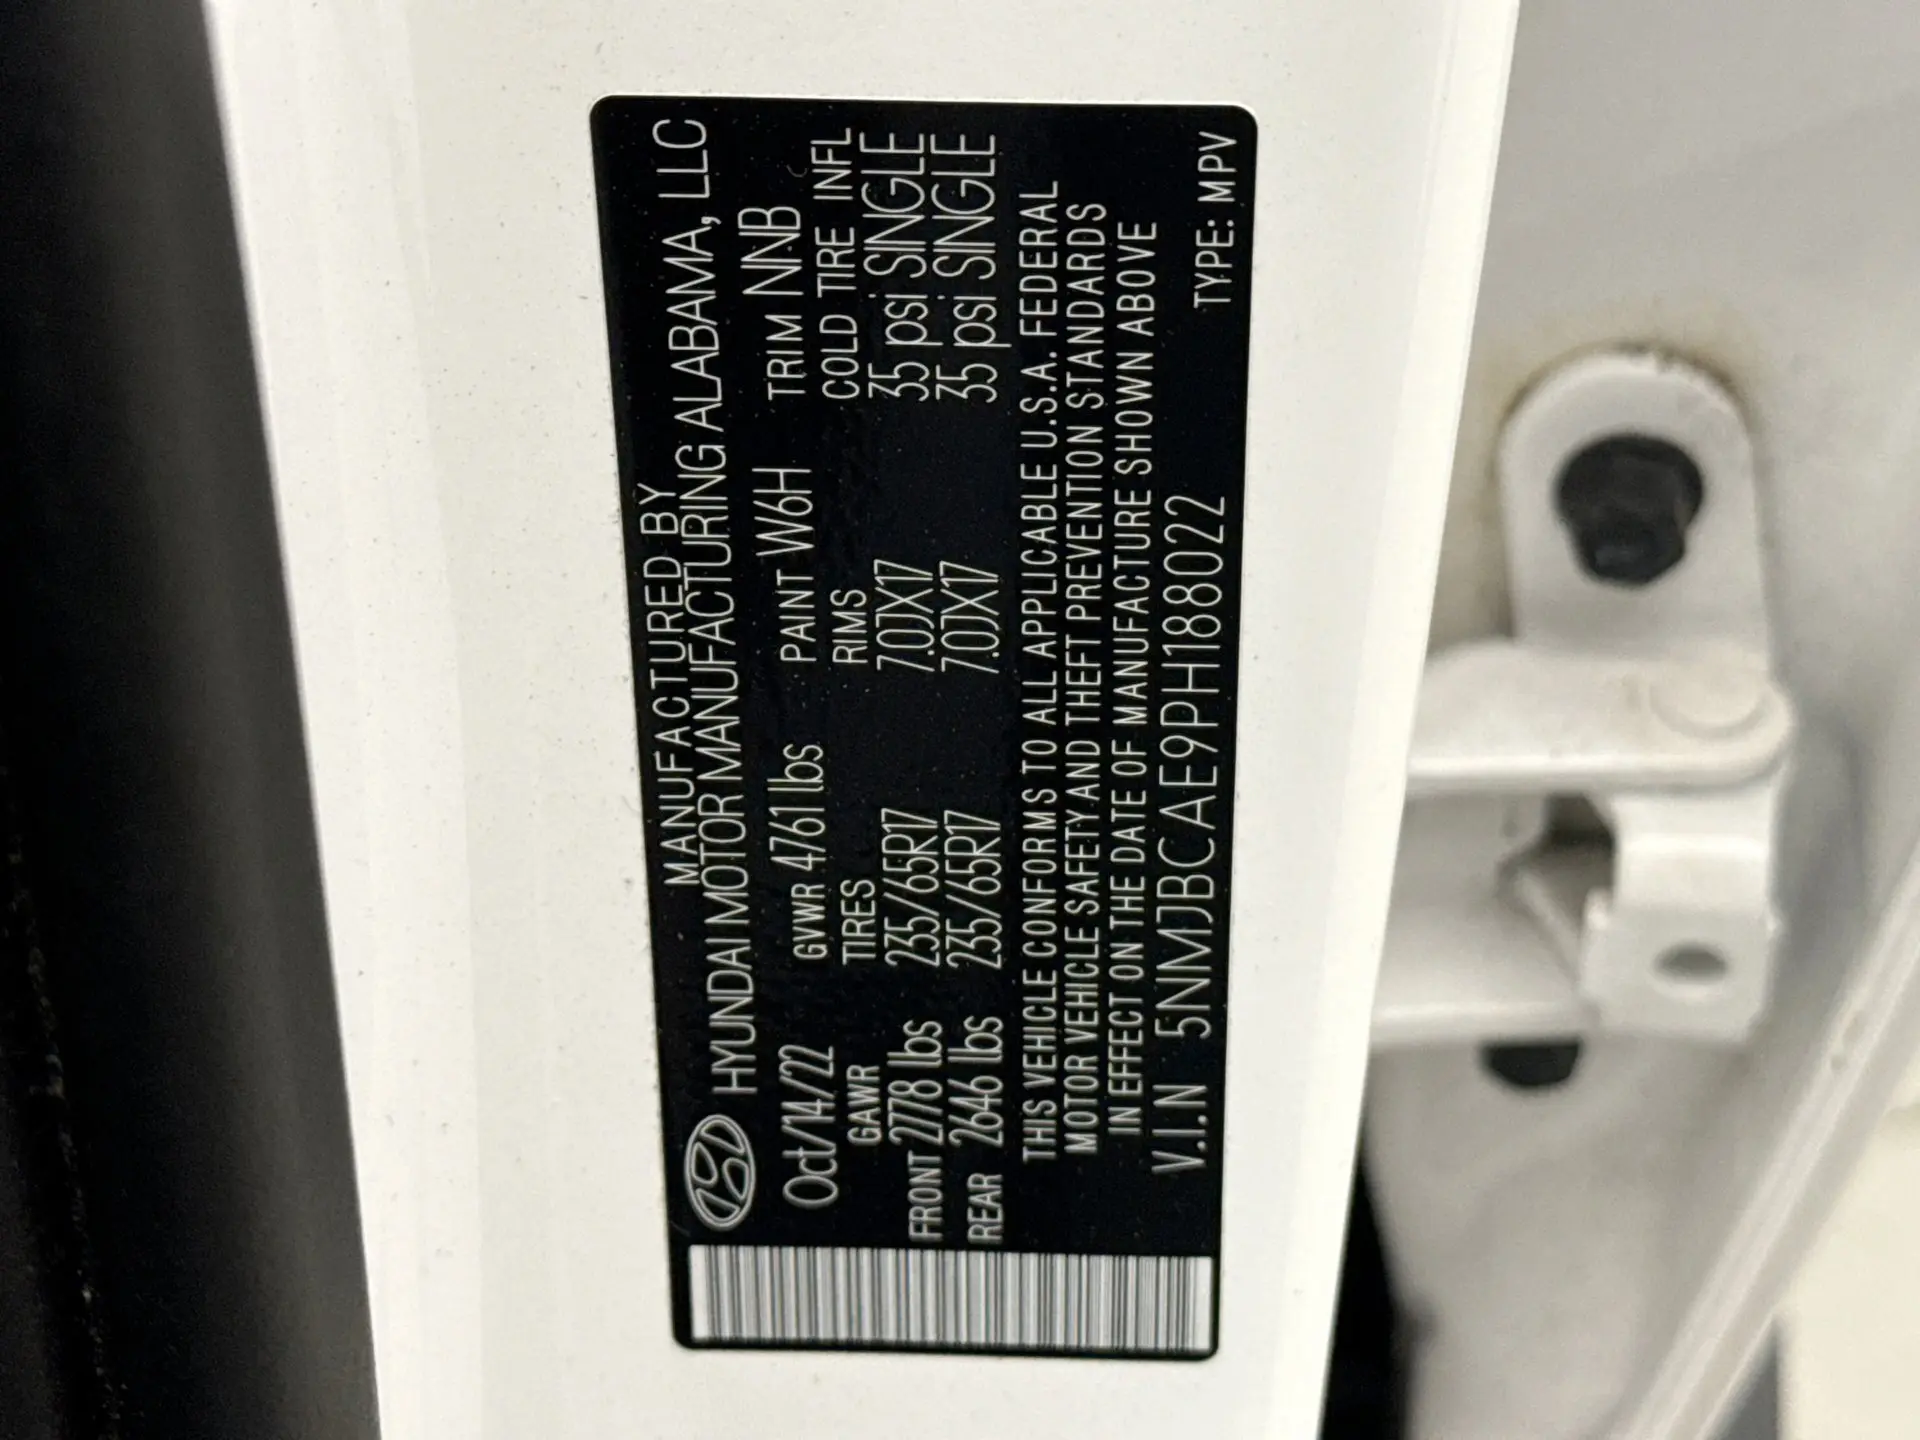 MANUFACTURED BY
HYUNDAI MOTOR MANUFACTURING ALABAMA, LLC
Oct/14/22 GVWR 4761 lbs PAINT W6H TRIM NNB
GAWR TIRES RIMS COLD TIRE INFL
FRONT 2778 lbs 235/65R17 7.0JX17 35 psi SINGLE
REAR 2646 lbs 235/65R17 7.0JX17 35 psi SINGLE
THIS VEHICLE CONFORMS TO ALL APPLICABLE U.S.A. FEDERAL
MOTOR VEHICLE SAFETY AND THEFT PREVENTION STANDARDS
IN EFFECT ON THE DATE OF MANUFACTURE SHOWN ABOVE
V.I.N 5NMJBCAE9PH188022 TYPE: MPV